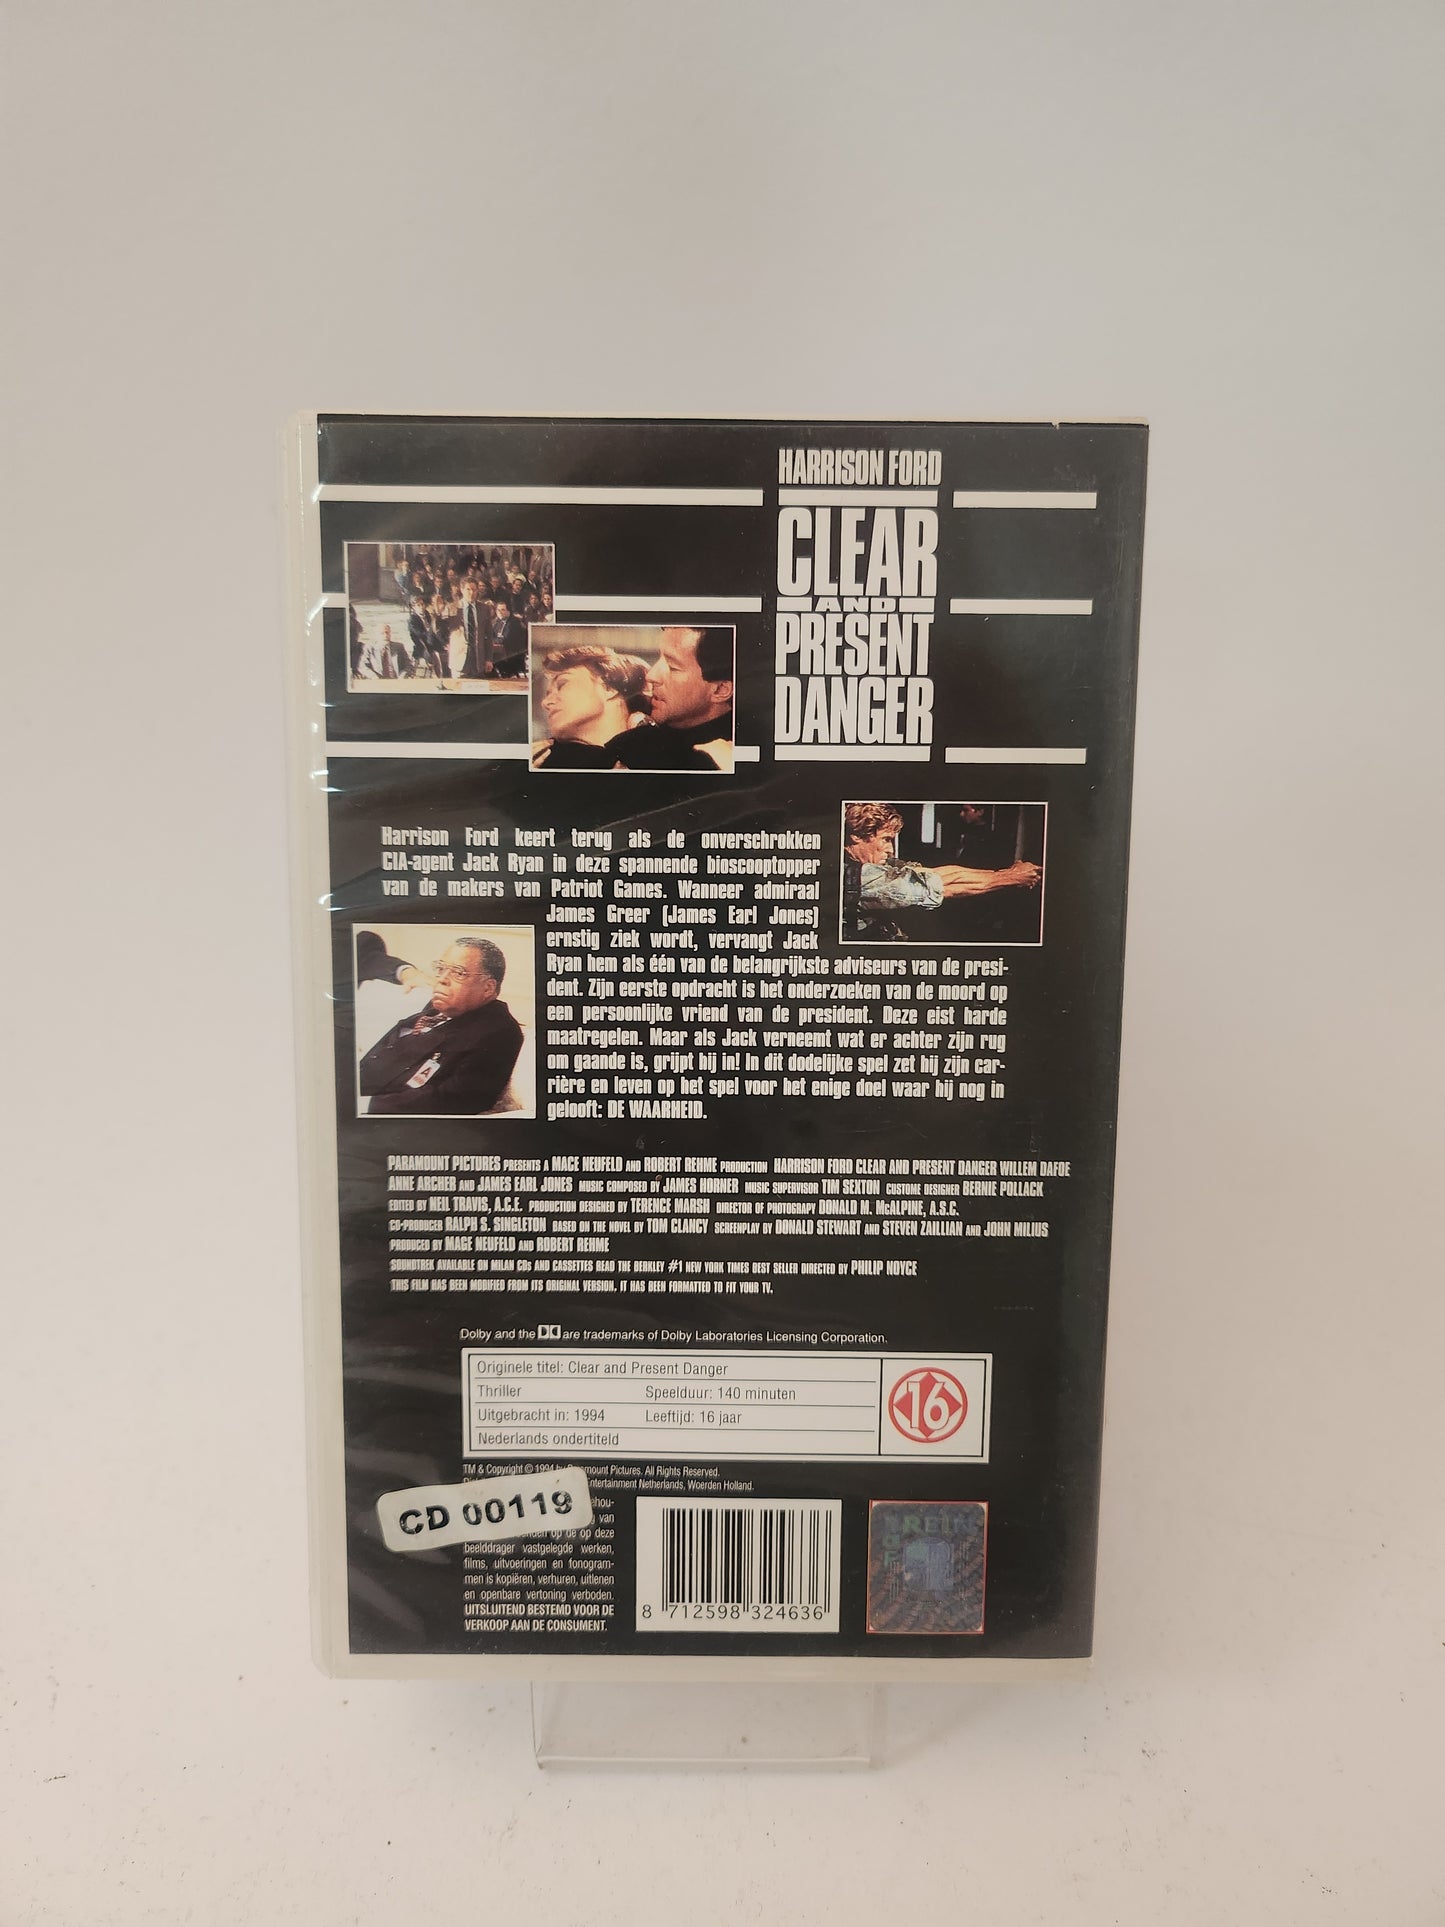 HARRISON FORD
CLEAR
AND
PRESENT
DANGER
Harrison Ford keert terug als de onverschrokken
CIA-agent Jack Ryan in deze spannende bioscooptopper
van de makers van Patriot Games. Wanneer admiraal
James Greer (James Earl Jones)
ernstig ziek wordt, vervangt Jack
Ryan hem als één van de belangrijkste adviseurs van de presi-
dent. Zijn eerste opdracht is het onderzoeken van de moord op
een persoonlijke vriend van de president. Deze eist harde
maatregelen. Maar als Jack verneemt wat er achter zijn rug
om gaande is, grijpt hij in! In dit dodelijke spel zet hij zijn car-
rière en leven op het spel voor het enige doel waar hij nog in
gelooft: DE WAARHEID.
A
PARAMOUNT PICTURES PRESENTS A MACE NEUFELD AND ROBERT REHME PRODUCTION HARRISON FORD CLEAR AND PRESENT DANGER WILLEM DAFOE
ANNE ARCHER AND JAMES EARL JONES MUSIC COMPOSED BY JAMES HORNER MUSIC SUPERVISOR TIM SEXTON CUSTOME DESIGNER BERNIE POLLACK
EDITED BY NEIL TRAVIS, A.C.E. PRODUCTION DESIGNED BY TERENCE MARSH DIRECTOR OF PHOTOGRAPY DONALD M. McALPINE, A.S.C.
CO-PRODUCER RALPH S. SINGLETON BASED ON THE NOVEL BY TOM CLANCY SCREENPLAY BY DONALD STEWART AND STEVEN ZAILLIAN AND JOHN MILIUS
PRODUCED BY MAGE NEUFELD AND ROBERT REHME
SOUNDTREK AVAILABLE ON MILAN CDs AND CASSETTES READ THE BERKLEY #1 NEW YORK TIMES BEST SELLER DIRECTED BY PHILIP NOYCE
THIS FILM HAS BEEN MODIFIED FROM ITS ORIGINAL VERSION. IT HAS BEEN FORMATTED TO FIT YOUR TV.
Dolby and the are trademarks of Dolby Laboratories Licensing Corporation.
Originele titel: Clear and Present Danger
Thriller Speelduur: 140 minuten
Uitgebracht in: 1994 Leeftijd: 16 jaar
Nederlands ondertiteld
16
TM & Copyright © 1994 Pictures. All Rights Reserved.
Netherlands, Woerden Holland.
CD 00119
van
op de op deze
beelddrager vastgelegde werken,
films, uitvoeringen en fonogram-
men is kopiëren, verhuren, uitlenen
en openbare vertoning verboden.
UITSLUITEND BESTEMD VOOR DE
VERKOOP AAN DE CONSUMENT.
8 712598 324636